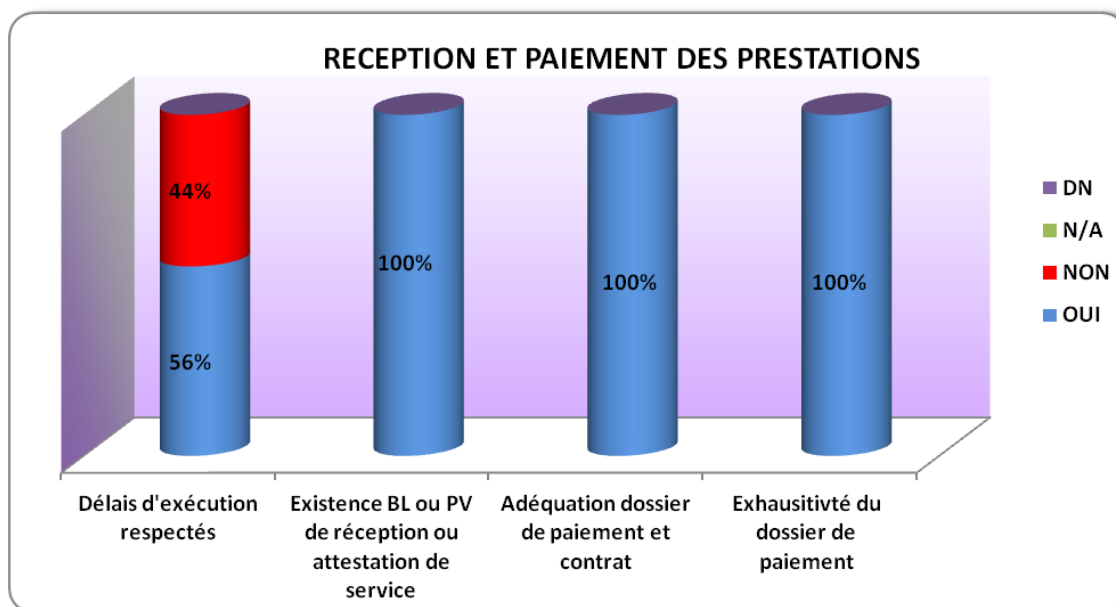 RECEPTION ET PAIEMENT DES PRESTATIONS
44%
56%
100%
100%
100%
DN
N/A
NON
OUI
Délais d'exécution
respectés
Existence BL ou PV
de réception ou
attestation de
service
Adéquation dossier
de paiement et
contrat
Exhausitivté du
dossier de
paiement